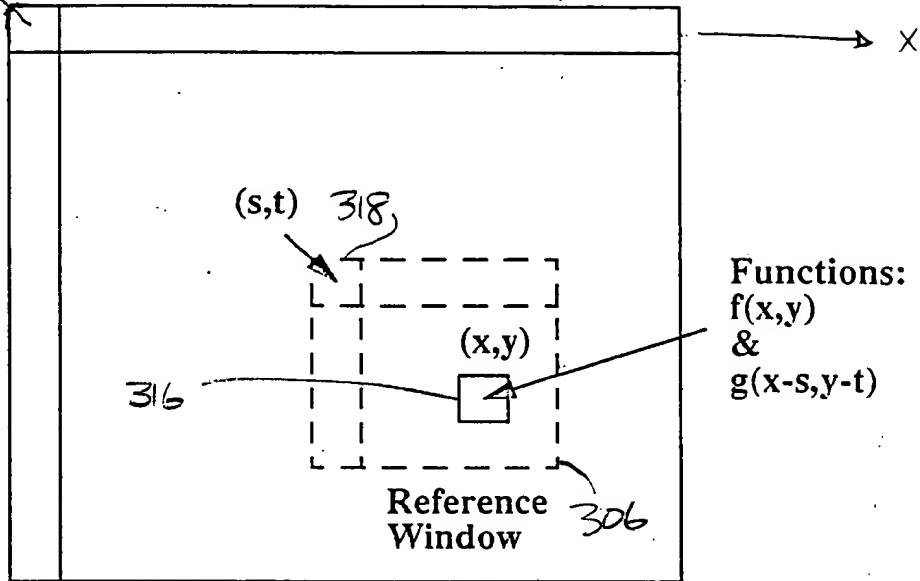 X
(s,t) 318
Functions:
f(x,y)
&
g(x-s,y-t)
(x,y)
316
Reference
Window
306